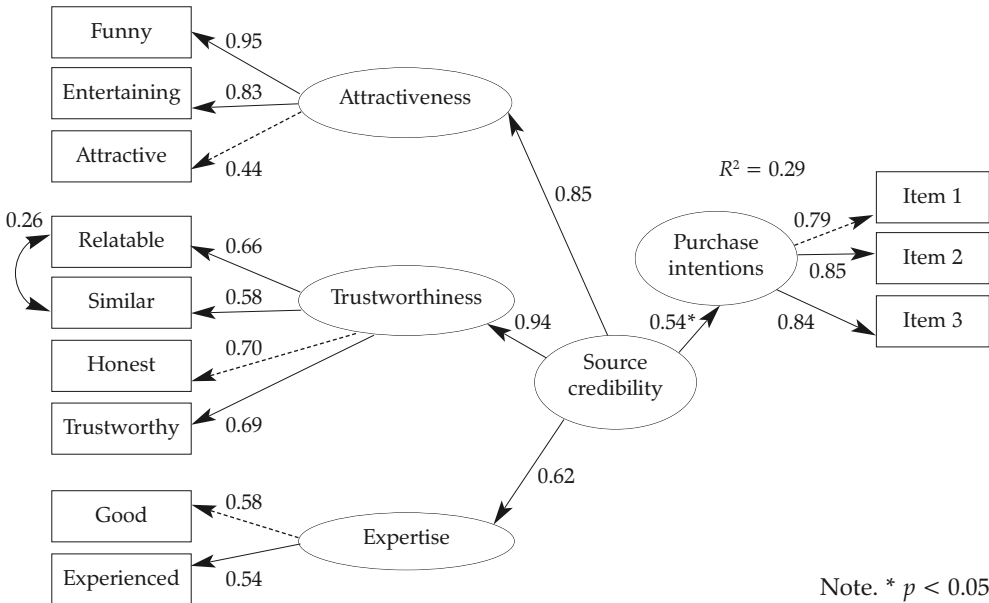 Funny
0.95
Entertaining
0.83
Attractiveness
Attractive
0.44
0.85
R² = 0.29
0.26
Relatable
0.66
Similar
0.58
Trustworthiness
Honest
0.70
Trustworthy
0.69
0.94
0.54*
Purchase
intentions
0.79
Item 1
0.85
Item 2
0.84
Item 3
Source
credibility
0.62
Good
0.58
Expertise
Experienced
0.54
Note. * p < 0.05